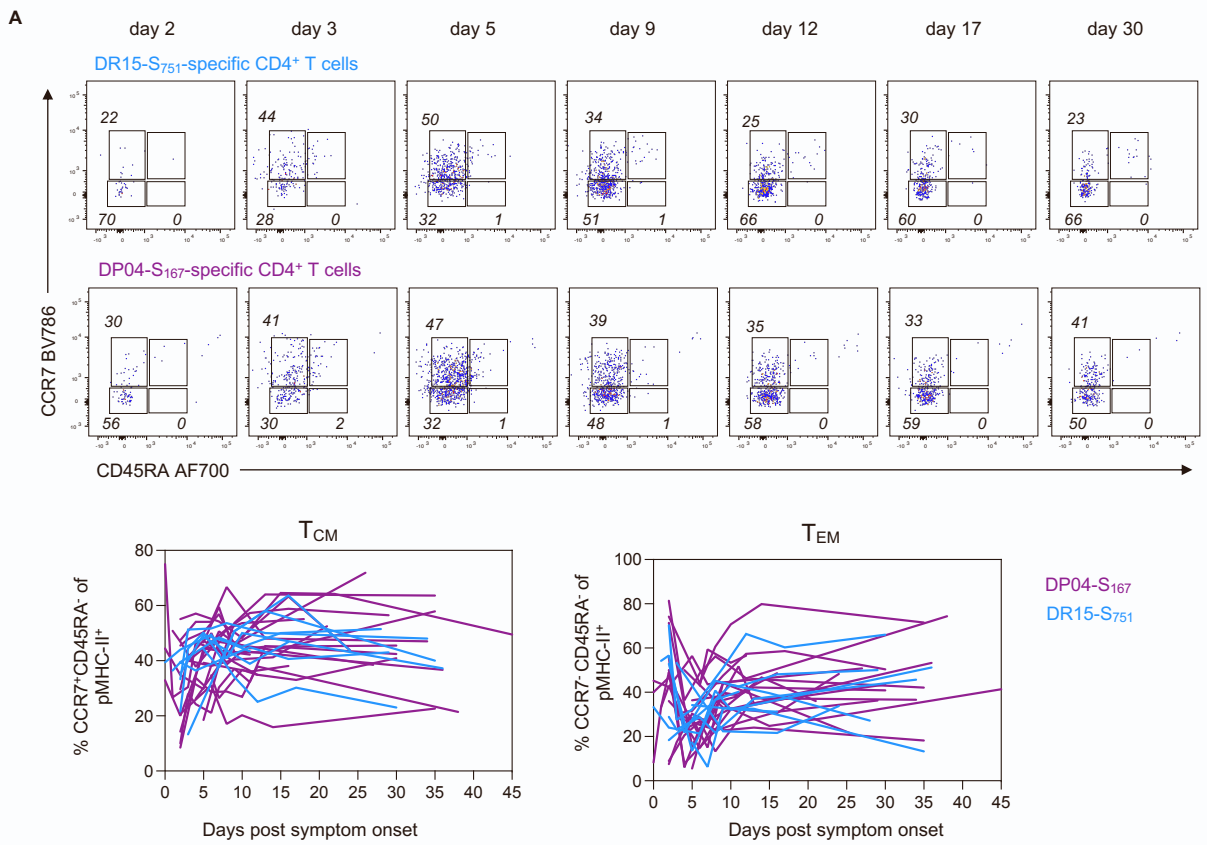 A
day 2 day 3 day 5 day 9 day 12 day 17 day 30
DR15-S751-specific CD4+ T cells
22 44 50 34 25 30 23
70 0 28 0 32 1 51 1 66 0 60 0 66 0
DP04-S167-specific CD4+ T cells
30 41 47 39 35 33 41
56 0 30 2 32 1 48 1 58 0 59 0 50 0
CCR7 BV786
CD45RA AF700
TCM
% CCR7+CD45RA- of
pMHC-II+
80
60
40
20
0
0 5 10 15 20 25 30 35 40 45
Days post symptom onset
TEM
% CCR7- CD45RA- of
pMHC-II+
100
80
60
40
20
0
0 5 10 15 20 25 30 35 40 45
Days post symptom onset
DP04-S167
DR15-S751